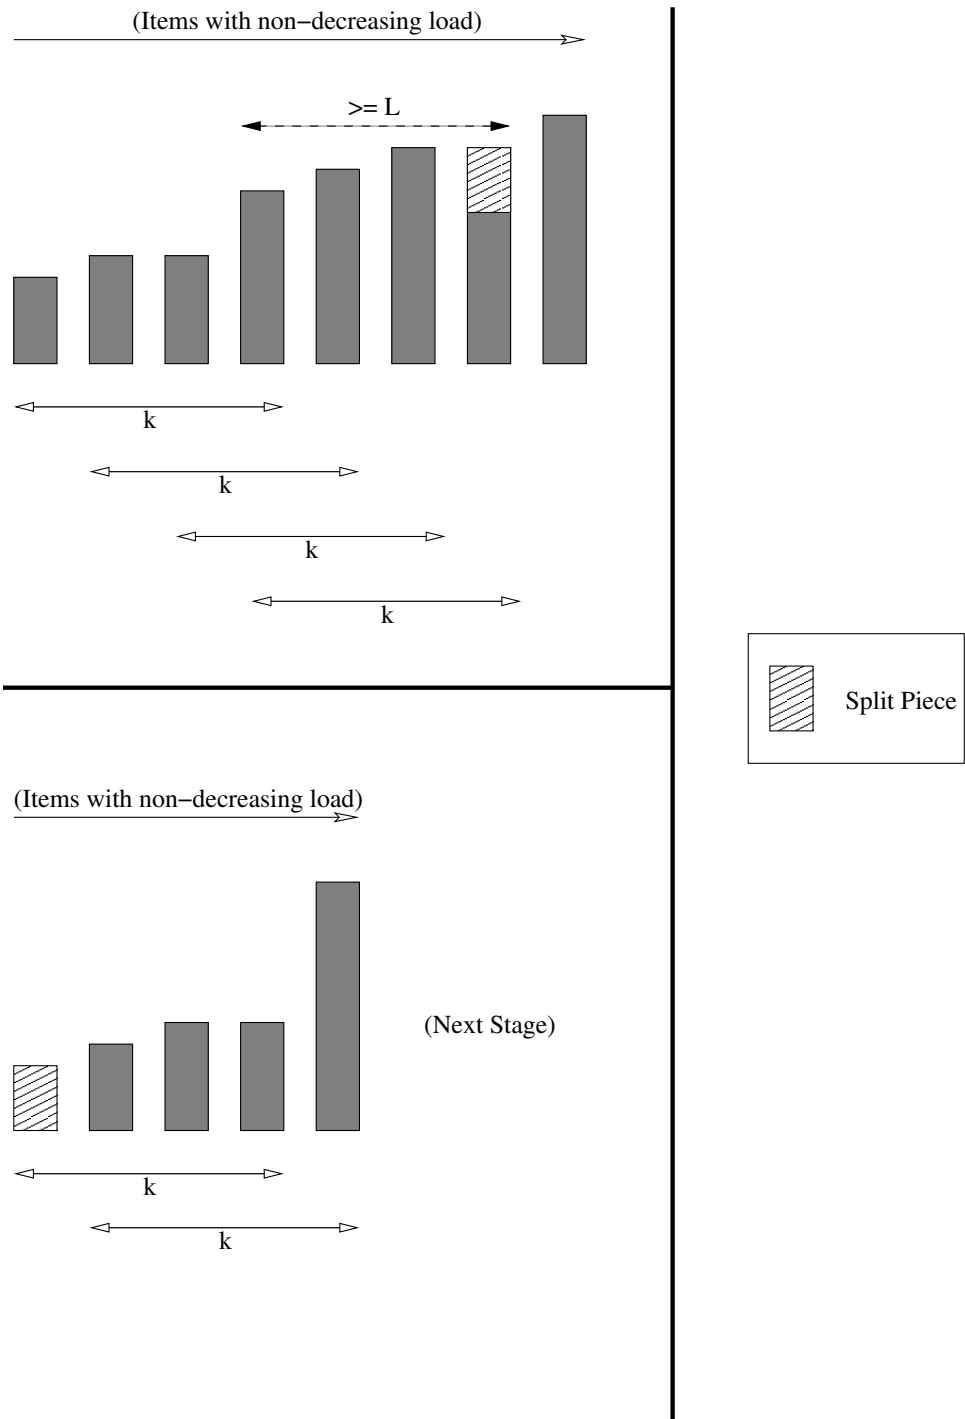 (Items with non−decreasing load)
>= L
k
k
k
k
Split Piece
(Items with non−decreasing load)
(Next Stage)
k
k